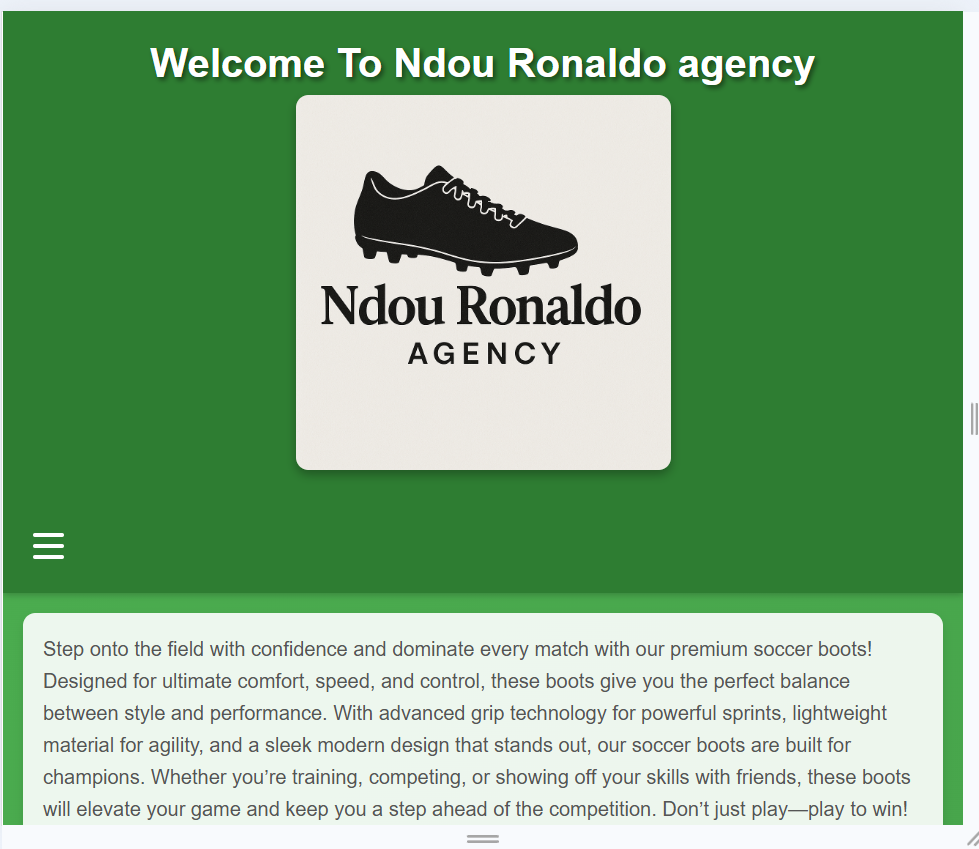 Welcome To Ndou Ronaldo agency
Ndou Ronaldo
AGENCY
Step onto the field with confidence and dominate every match with our premium soccer boots!
Designed for ultimate comfort, speed, and control, these boots give you the perfect balance
between style and performance. With advanced grip technology for powerful sprints, lightweight
material for agility, and a sleek modern design that stands out, our soccer boots are built for
champions. Whether you’re training, competing, or showing off your skills with friends, these boots
will elevate your game and keep you a step ahead of the competition. Don’t just play—play to win!